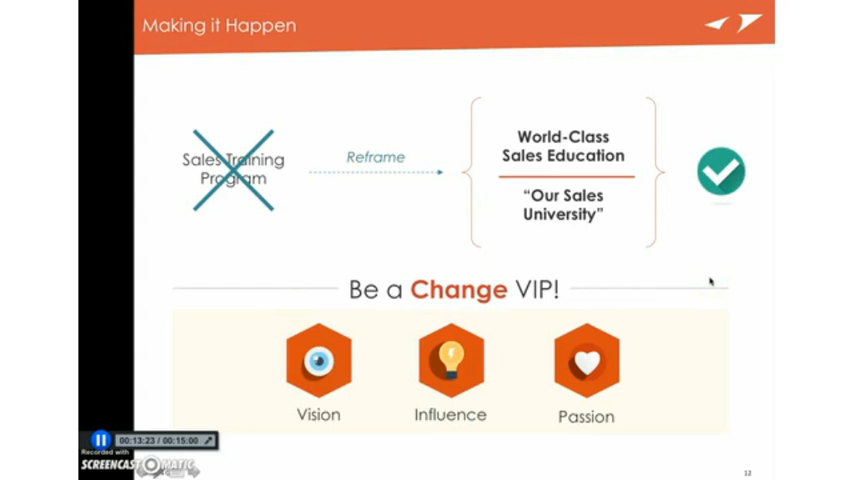 Making it Happen
Sales Training
Program
Reframe
World-Class
Sales Education
“Our Sales
University”
Be a Change VIP!
Vision
Influence
Passion
00:13:23 / 00:15:00
Recorded with
SCREENCAST-O-MATIC
12